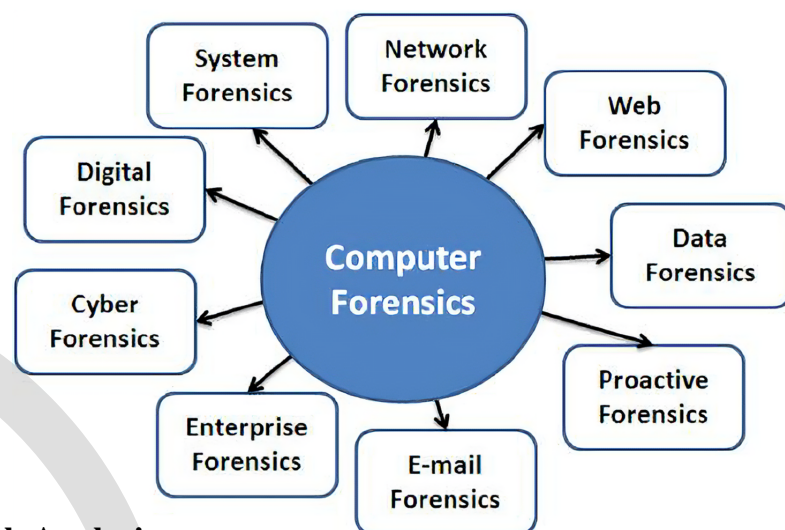 System
Forensics
Network
Forensics
Web
Forensics
Digital
Forensics
Data
Forensics
Computer
Forensics
Cyber
Forensics
Proactive
Forensics
Enterprise
Forensics
E-mail
Forensics